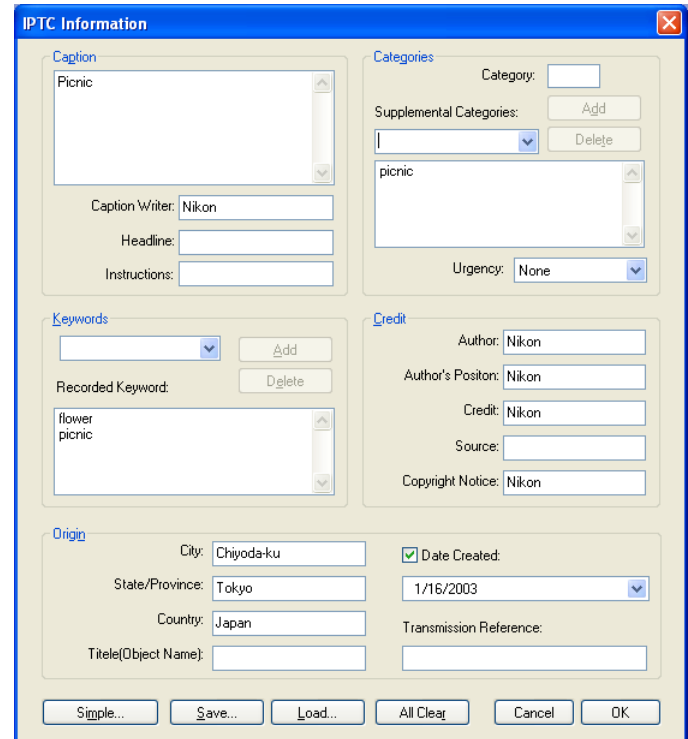 IPTC Information
Caption
Picnic
Caption Writer: Nikon
Headline:
Instructions:
Categories
Category:
Supplemental Categories:
Add
Delete
picnic
Urgency: None
Keywords
Add
Delete
Recorded Keyword:
flower
picnic
Credit
Author: Nikon
Author's Positon: Nikon
Credit: Nikon
Source:
Copyright Notice: Nikon
Origin
City: Chiyoda-ku
State/Province: Tokyo
Country: Japan
Titele(Object Name):
Date Created:
1/16/2003
Transmission Reference:
Simple... Save... Load... All Clear Cancel OK